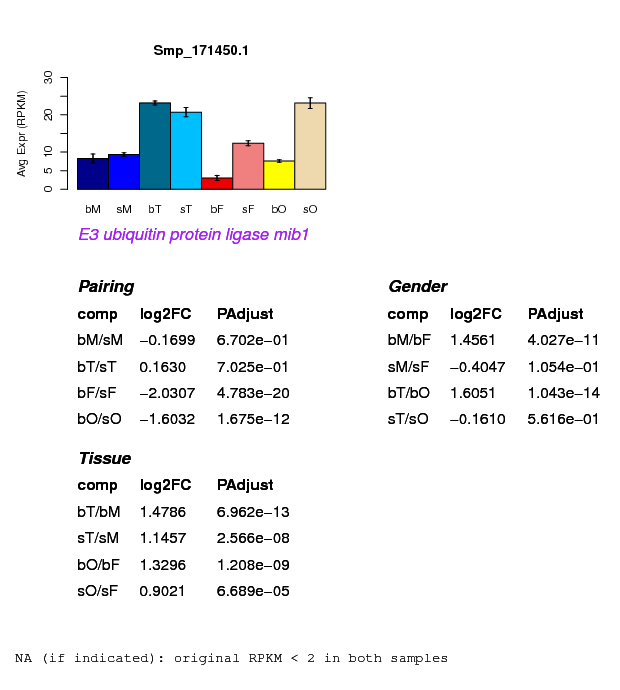 Smp_171450.1
Avg Expr (RPKM)
30
20
10
5
0
bM sM bT sT bF sF bO sO
E3 ubiquitin protein ligase mib1
Pairing
comp log2FC PAdjust
bM/sM −0.1699 6.702e−01
bT/sT 0.1630 7.025e−01
bF/sF −2.0307 4.783e−20
bO/sO −1.6032 1.675e−12
Gender
comp log2FC PAdjust
bM/bF 1.4561 4.027e−11
sM/sF −0.4047 1.054e−01
bT/bO 1.6051 1.043e−14
sT/sO −0.1610 5.616e−01
Tissue
comp log2FC PAdjust
bT/bM 1.4786 6.962e−13
sT/sM 1.1457 2.566e−08
bO/bF 1.3296 1.208e−09
sO/sF 0.9021 6.689e−05
NA (if indicated): original RPKM < 2 in both samples